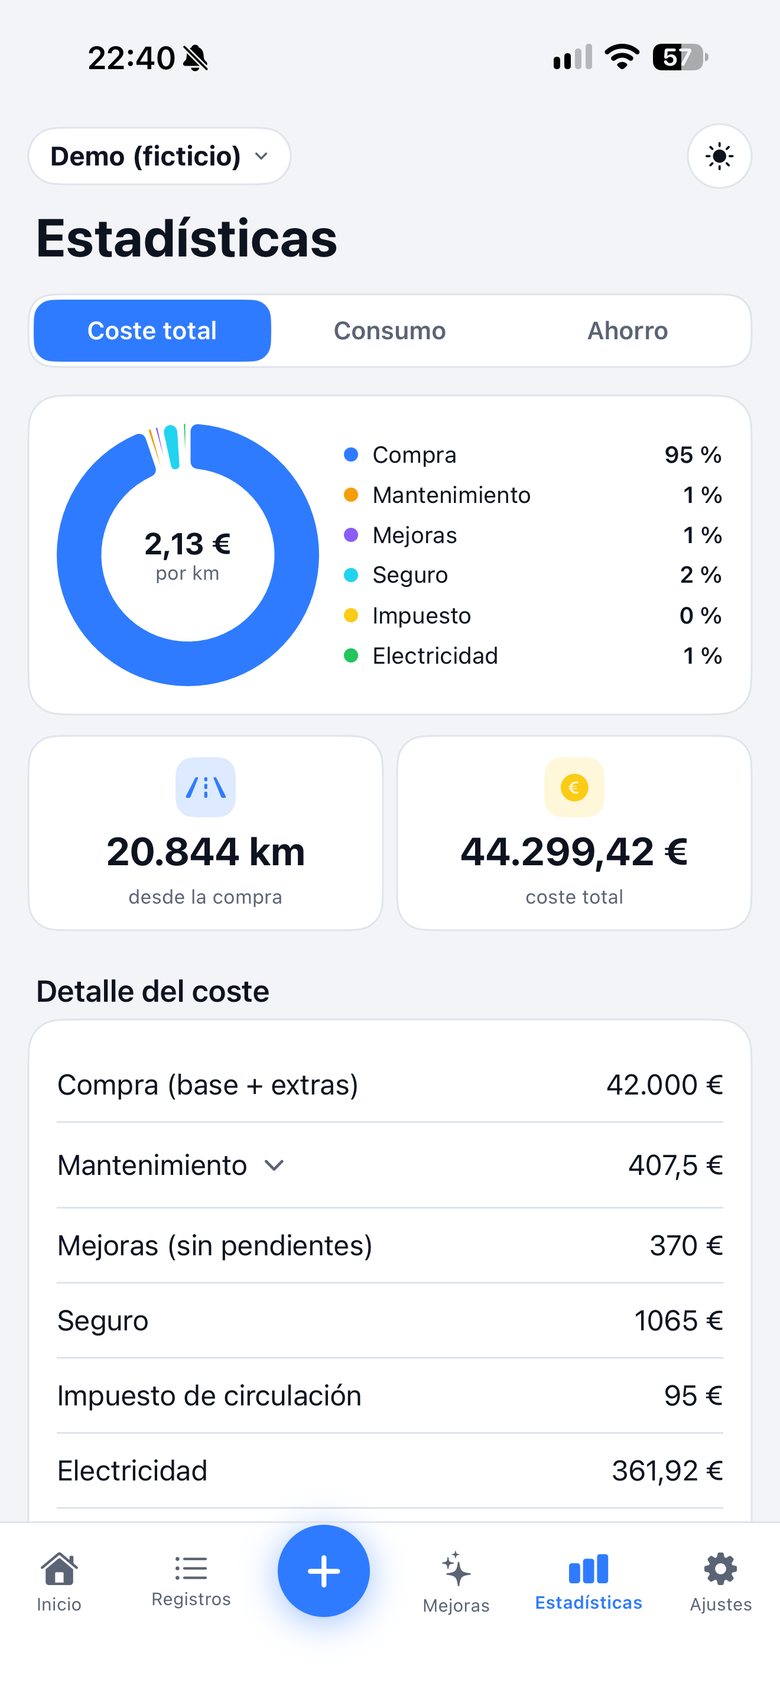 22:40
57
Demo (ficticio)
Estadísticas
Coste total Consumo Ahorro
2,13 €
por km
Compra 95 %
Mantenimiento 1 %
Mejoras 1 %
Seguro 2 %
Impuesto 0 %
Electricidad 1 %
20.844 km
desde la compra
€
44.299,42 €
coste total
Detalle del coste
Compra (base + extras) 42.000 €
Mantenimiento 407,5 €
Mejoras (sin pendientes) 370 €
Seguro 1065 €
Impuesto de circulación 95 €
Electricidad 361,92 €
Inicio Registros Mejoras Estadísticas Ajustes